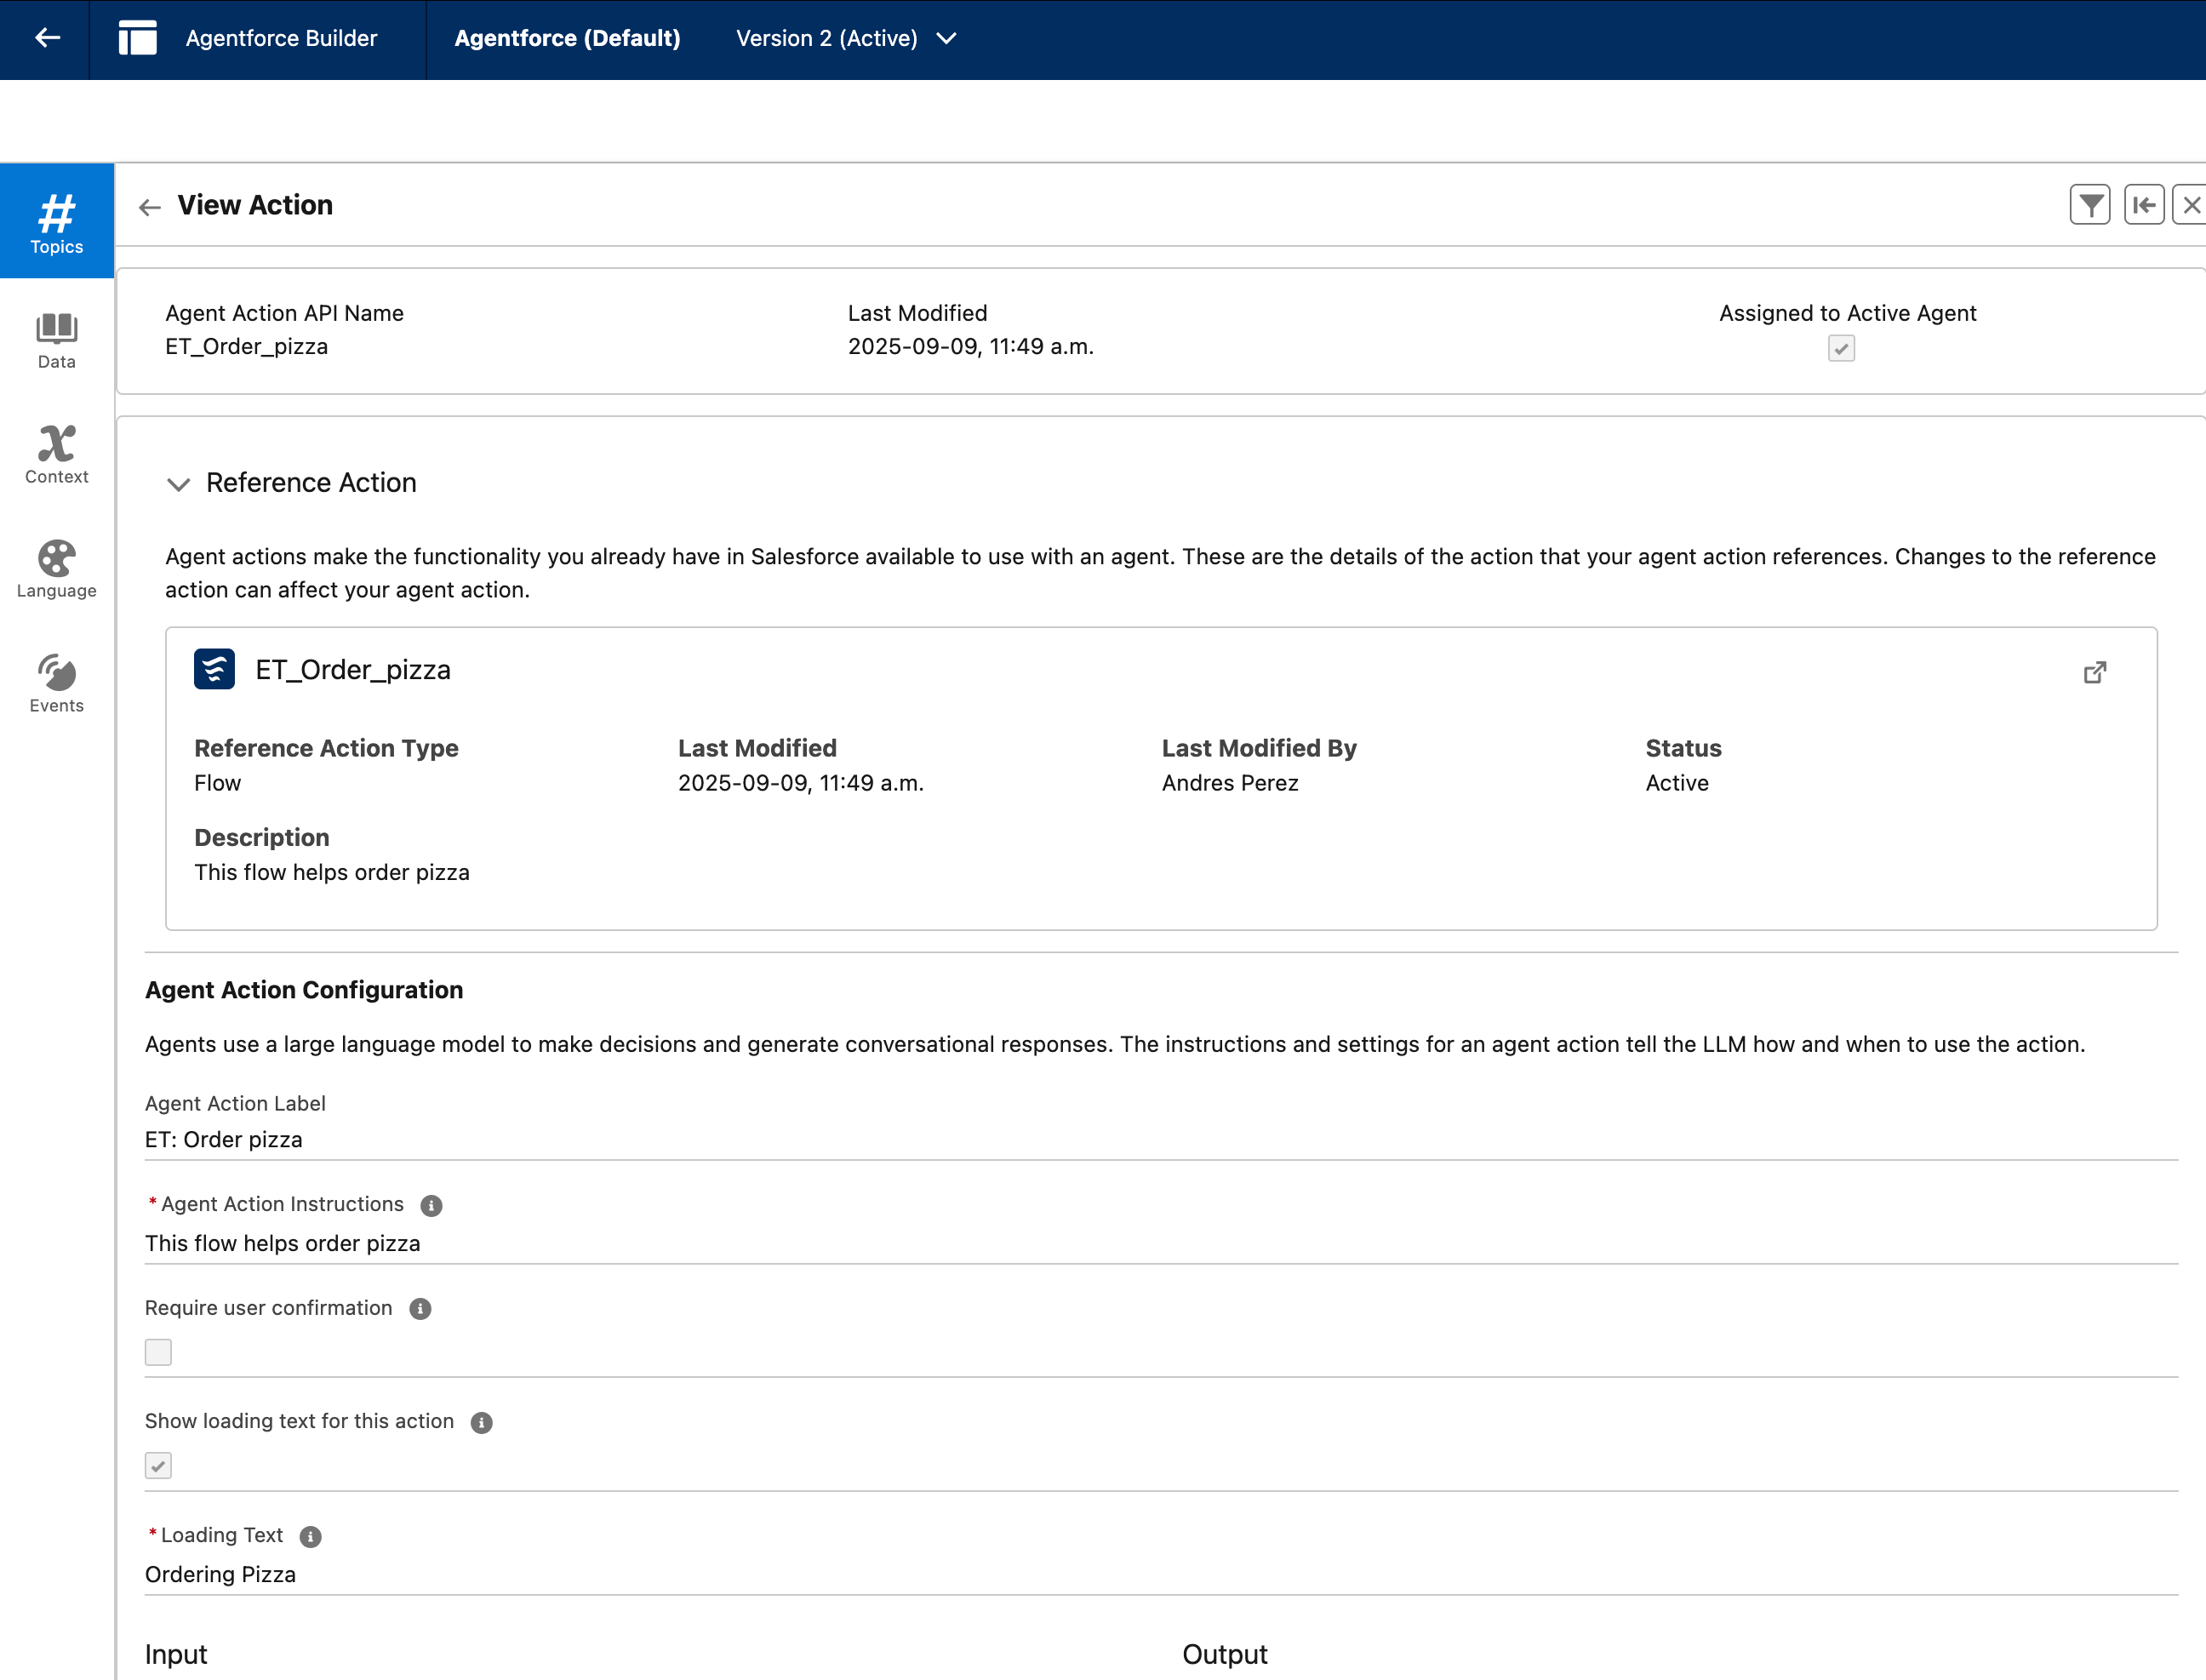 Agentforce Builder
Agentforce (Default)
Version 2 (Active)
Topics
Data
Context
Language
Events
View Action
Agent Action API Name
ET_Order_pizza
Last Modified
2025-09-09, 11:49 a.m.
Assigned to Active Agent
Reference Action
Agent actions make the functionality you already have in Salesforce available to use with an agent. These are the details of the action that your agent action references. Changes to the reference
action can affect your agent action.
ET_Order_pizza
Reference Action Type
Flow
Last Modified
2025-09-09, 11:49 a.m.
Last Modified By
Andres Perez
Status
Active
Description
This flow helps order pizza
Agent Action Configuration
Agents use a large language model to make decisions and generate conversational responses. The instructions and settings for an agent action tell the LLM how and when to use the action.
Agent Action Label
ET: Order pizza
*Agent Action Instructions
This flow helps order pizza
Require user confirmation
Show loading text for this action
*Loading Text
Ordering Pizza
Input
Output